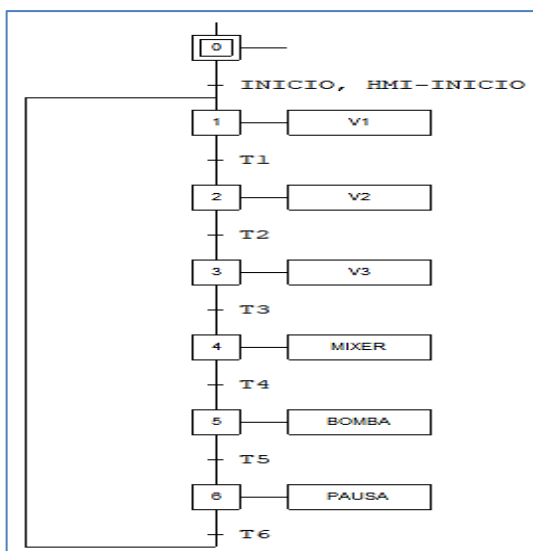 0
INICIO, HMI-INICIO
1 V1
T1
2 V2
T2
3 V3
T3
4 MIXER
T4
5 BOMBA
T5
6 PAUSA
T6